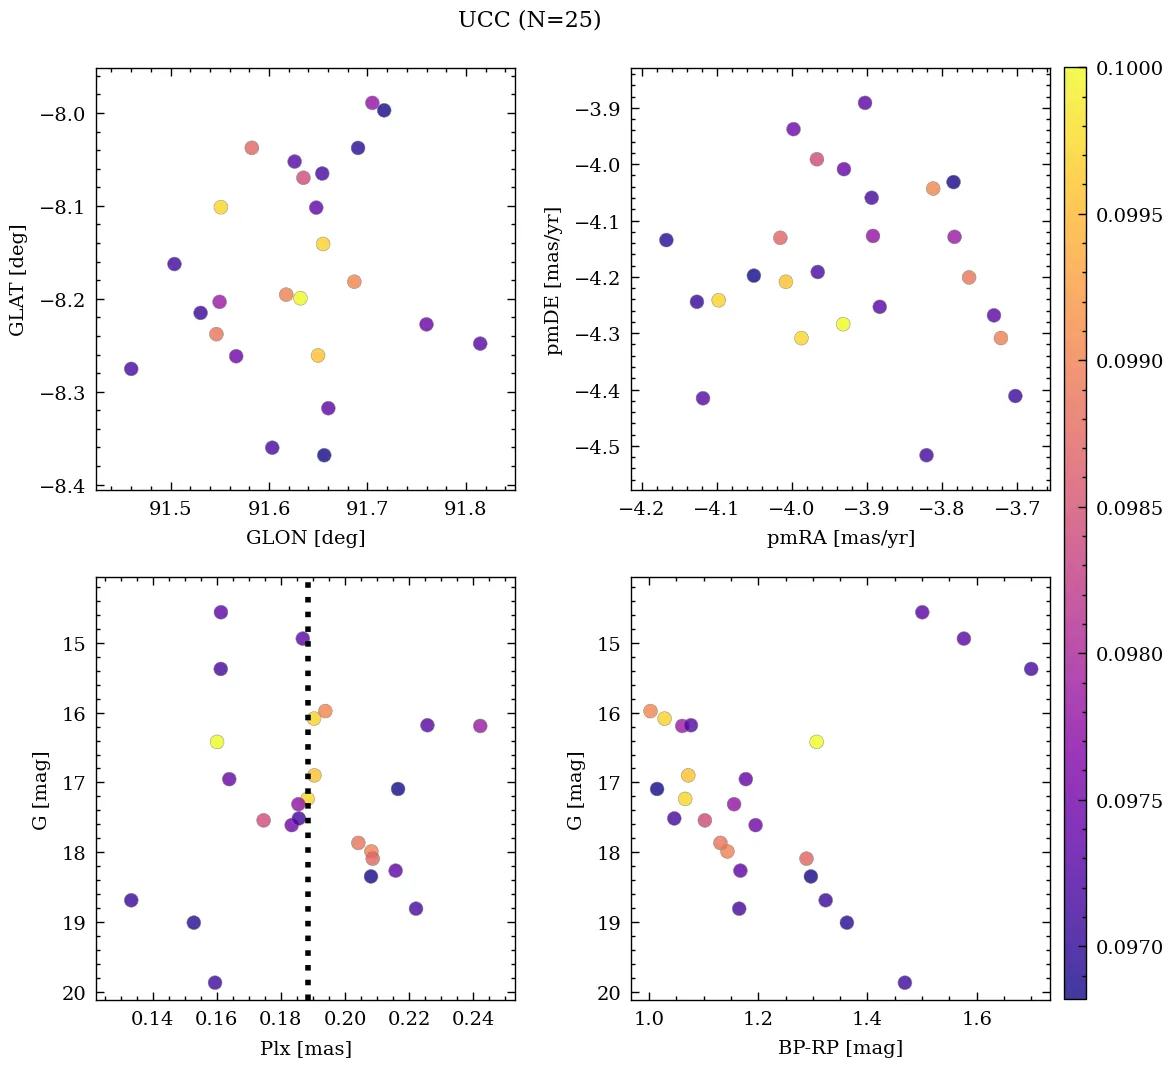 UCC (N=25)
−8.0
−8.1
−8.2
−8.3
−8.4
GLAT [deg]
91.5 91.6 91.7 91.8
GLON [deg]
−3.9
−4.0
−4.1
−4.2
−4.3
−4.4
−4.5
pmDE [mas/yr]
−4.2 −4.1 −4.0 −3.9 −3.8 −3.7
pmRA [mas/yr]
0.1000
0.0995
0.0990
0.0985
0.0980
0.0975
0.0970
15
16
17
18
19
20
G [mag]
0.14 0.16 0.18 0.20 0.22 0.24
Plx [mas]
15
16
17
18
19
20
G [mag]
1.0 1.2 1.4 1.6
BP-RP [mag]